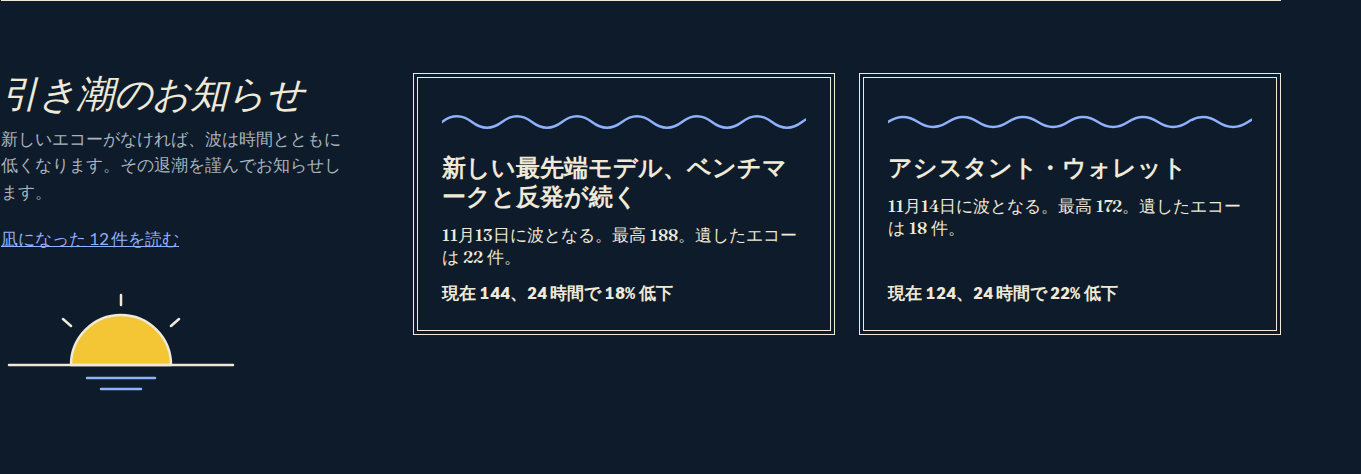 引き潮のお知らせ
新しいエコーがなければ、波は時間とともに
低くなります。その退潮を謹んでお知らせし
ます。
凪になった 12 件を読む
新しい最先端モデル、ベンチマ
ークと反発が続く
11月13日に波となる。最高 188。遺したエコー
は 22 件。
現在 144、24 時間で 18% 低下
アシスタント・ウォレット
11月14日に波となる。最高 172。遺したエコー
は 18 件。
現在 124、24 時間で 22% 低下